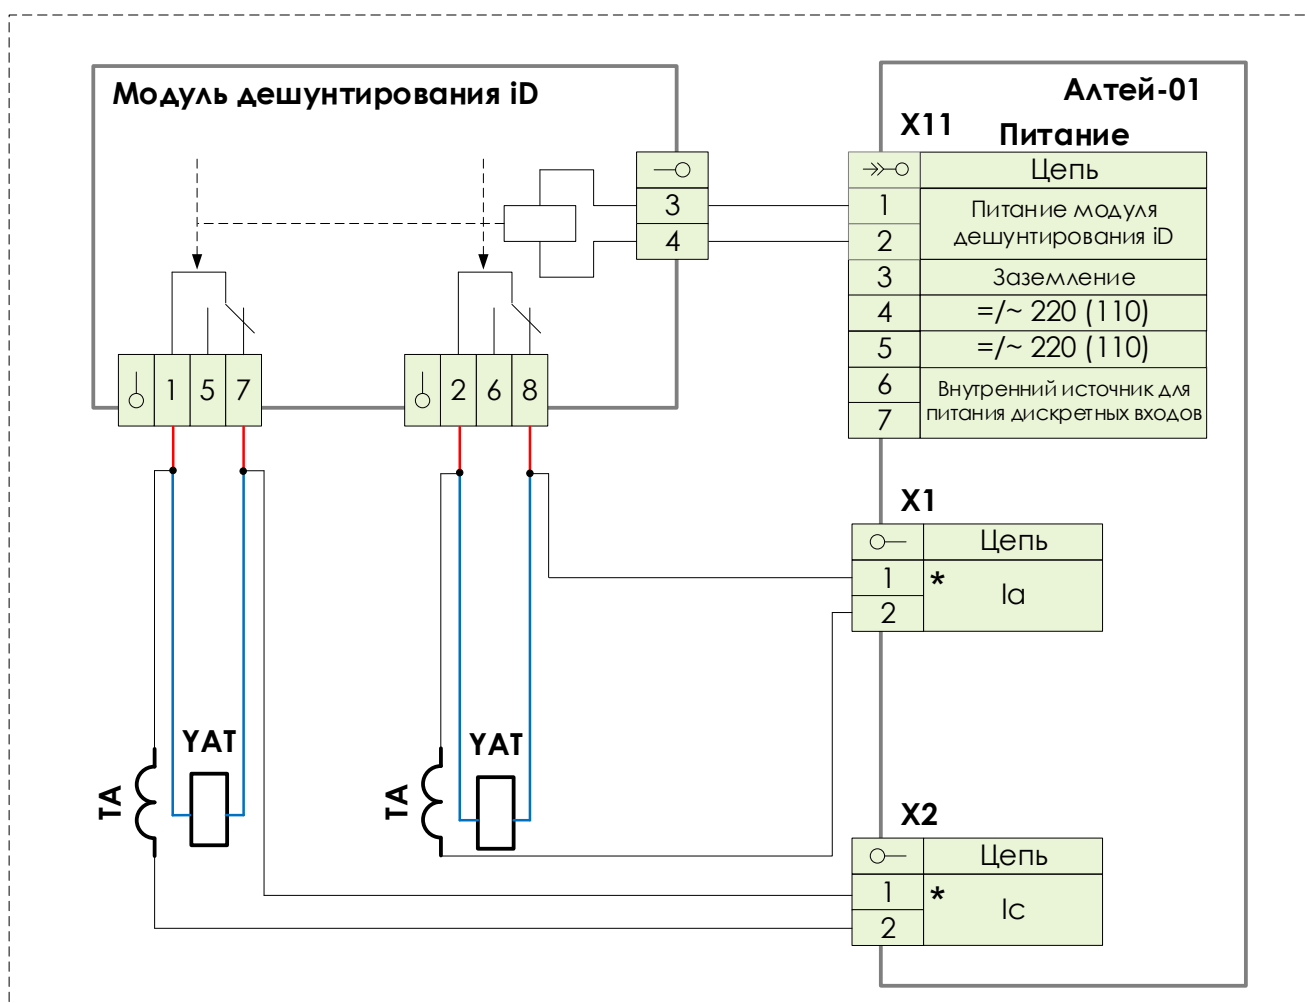 Модуль дешунтирования iD
Алтей-01
X11
Питание
Цепь
3
1
Питание модуля
дешунтирования iD
4
2
3
Заземление
4
=/~ 220 (110)
5
=/~ 220 (110)
6
Внутренний источник для
питания дискретных входов
7
1
5
7
2
6
8
X1
Цепь
1
*
Ia
2
YAT
YAT
TA
TA
X2
Цепь
1
*
Ic
2